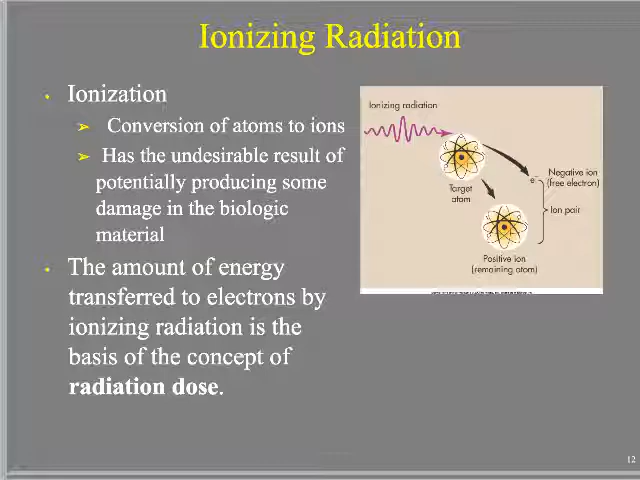 Ionizing Radiation
• Ionization
➢ Conversion of atoms to ions
➢ Has the undesirable result of
potentially producing some
damage in the biologic
material
• The amount of energy
transferred to electrons by
ionizing radiation is the
basis of the concept of
radiation dose.
Ionizing radiation
Target
atom
e⁻
Negative ion
(free electron)
Ion pair
Positive ion
(remaining atom)
12